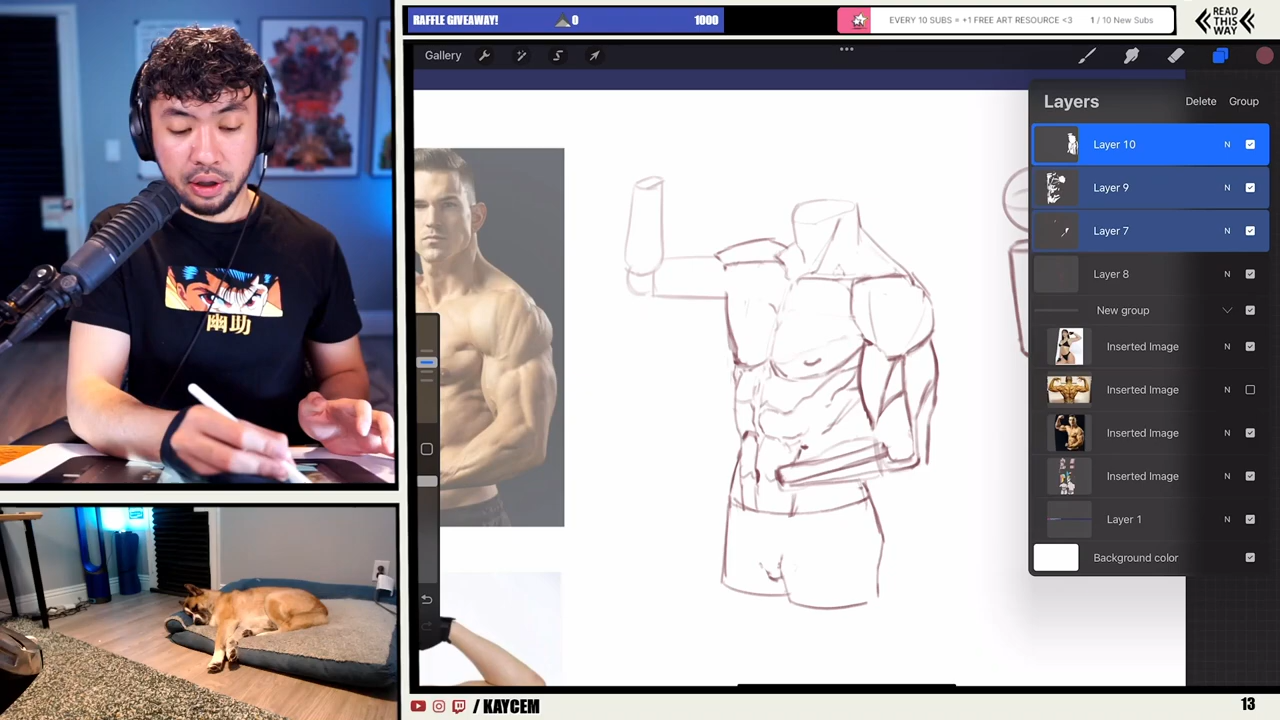 RAFFLE GIVEAWAY! 0 1000
EVERY 10 SUBS = +1 FREE ART RESOURCE <3 1 / 10 New Subs
READ
THIS
WAY
Gallery
Layers Delete Group
Layer 10 N
Layer 9 N
Layer 7 N
Layer 8 N
New group
Inserted Image N
Inserted Image N
Inserted Image N
Inserted Image N
Layer 1 N
Background color
幽助
/ KAYCEM
13